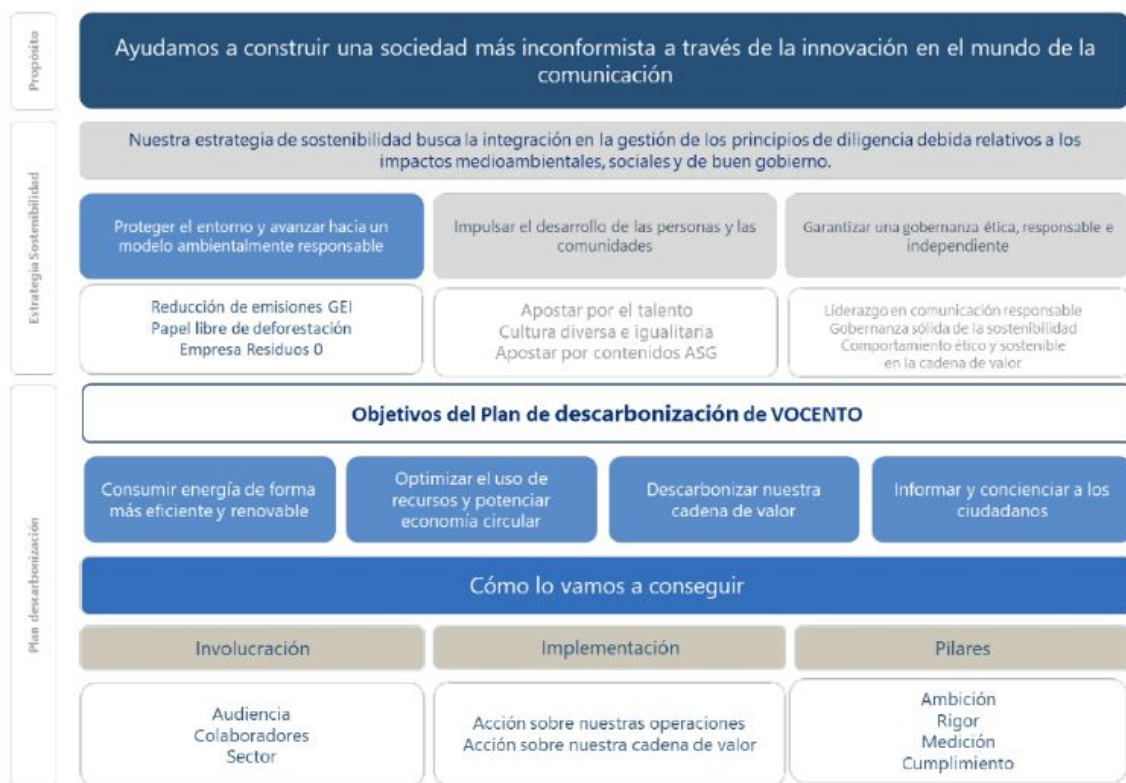 Propósito
Ayudamos a construir una sociedad más inconformista a través de la innovación en el mundo de la
comunicación
Estrategia Sostenibilidad
Nuestra estrategia de sostenibilidad busca la integración en la gestión de los principios de diligencia debida relativos a los
impactos medioambientales, sociales y de buen gobierno.
Proteger el entorno y avanzar hacia un
modelo ambientalmente responsable
Impulsar el desarrollo de las personas y las
comunidades
Garantizar una gobernanza ética, responsable e
independiente
Reducción de emisiones GEI
Papel libre de deforestación
Empresa Residuos 0
Apostar por el talento
Cultura diversa e igualitaria
Apostar por contenidos ASG
Liderazgo en comunicación responsable
Gobernanza sólida de la sostenibilidad
Comportamiento ético y sostenible
en la cadena de valor
Plan descarbonización
Objetivos del Plan de descarbonización de VOCENTO
Consumir energía de forma
más eficiente y renovable
Optimizar el uso de
recursos y potenciar
economía circular
Descarbonizar nuestra
cadena de valor
Informar y concienciar a los
ciudadanos
Cómo lo vamos a conseguir
Involucración
Implementación
Pilares
Audiencia
Colaboradores
Sector
Acción sobre nuestras operaciones
Acción sobre nuestra cadena de valor
Ambición
Rigor
Medición
Cumplimiento